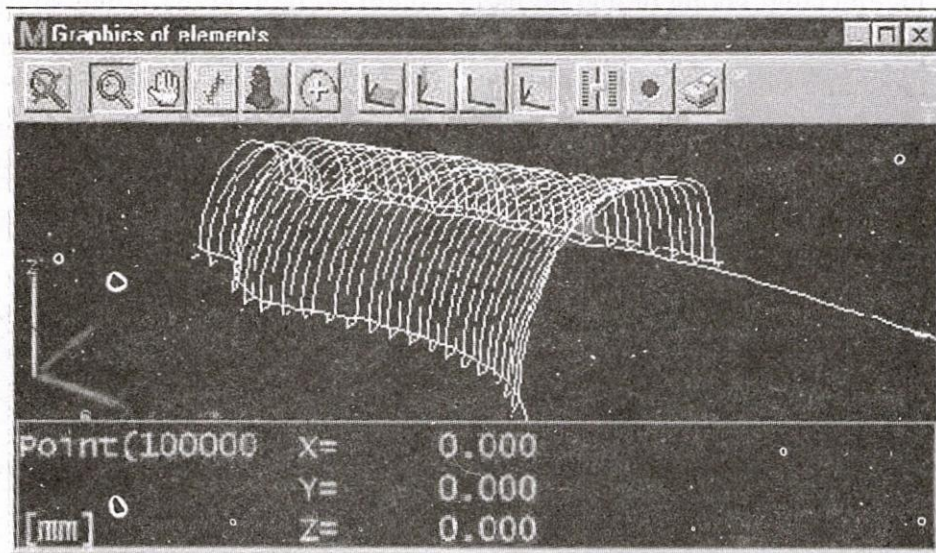 M Graphics of elements
Z
Point(100000 X= 0.000
Y= 0.000
[mm] Z= 0.000